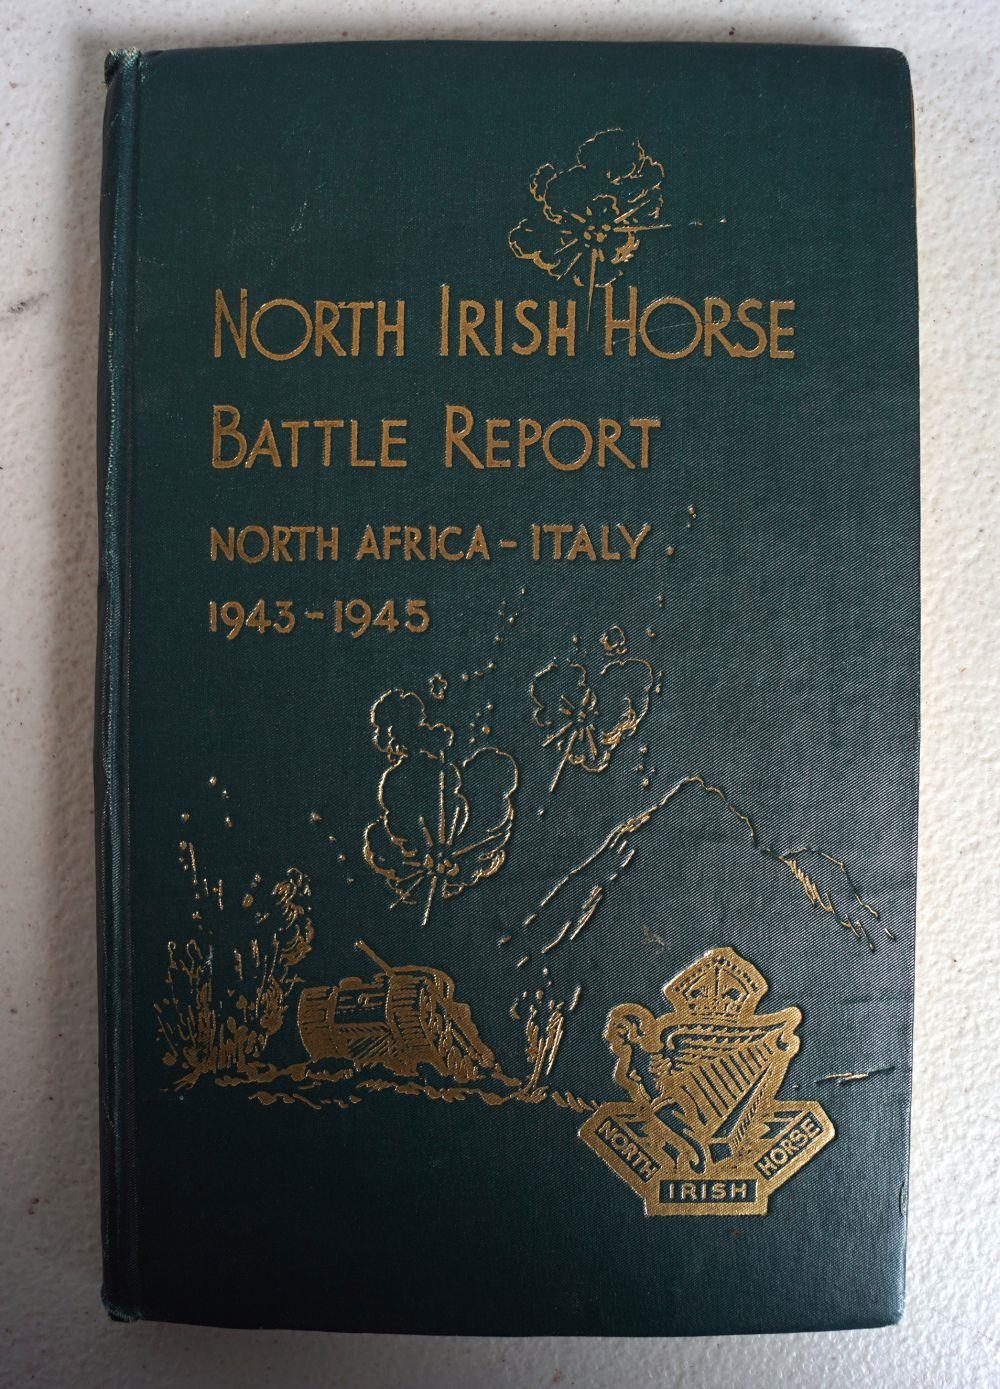 NORTH IRISH HORSE
BATTLE REPORT
NORTH AFRICA - ITALY
1943 - 1945
NORTH IRISH HORSE